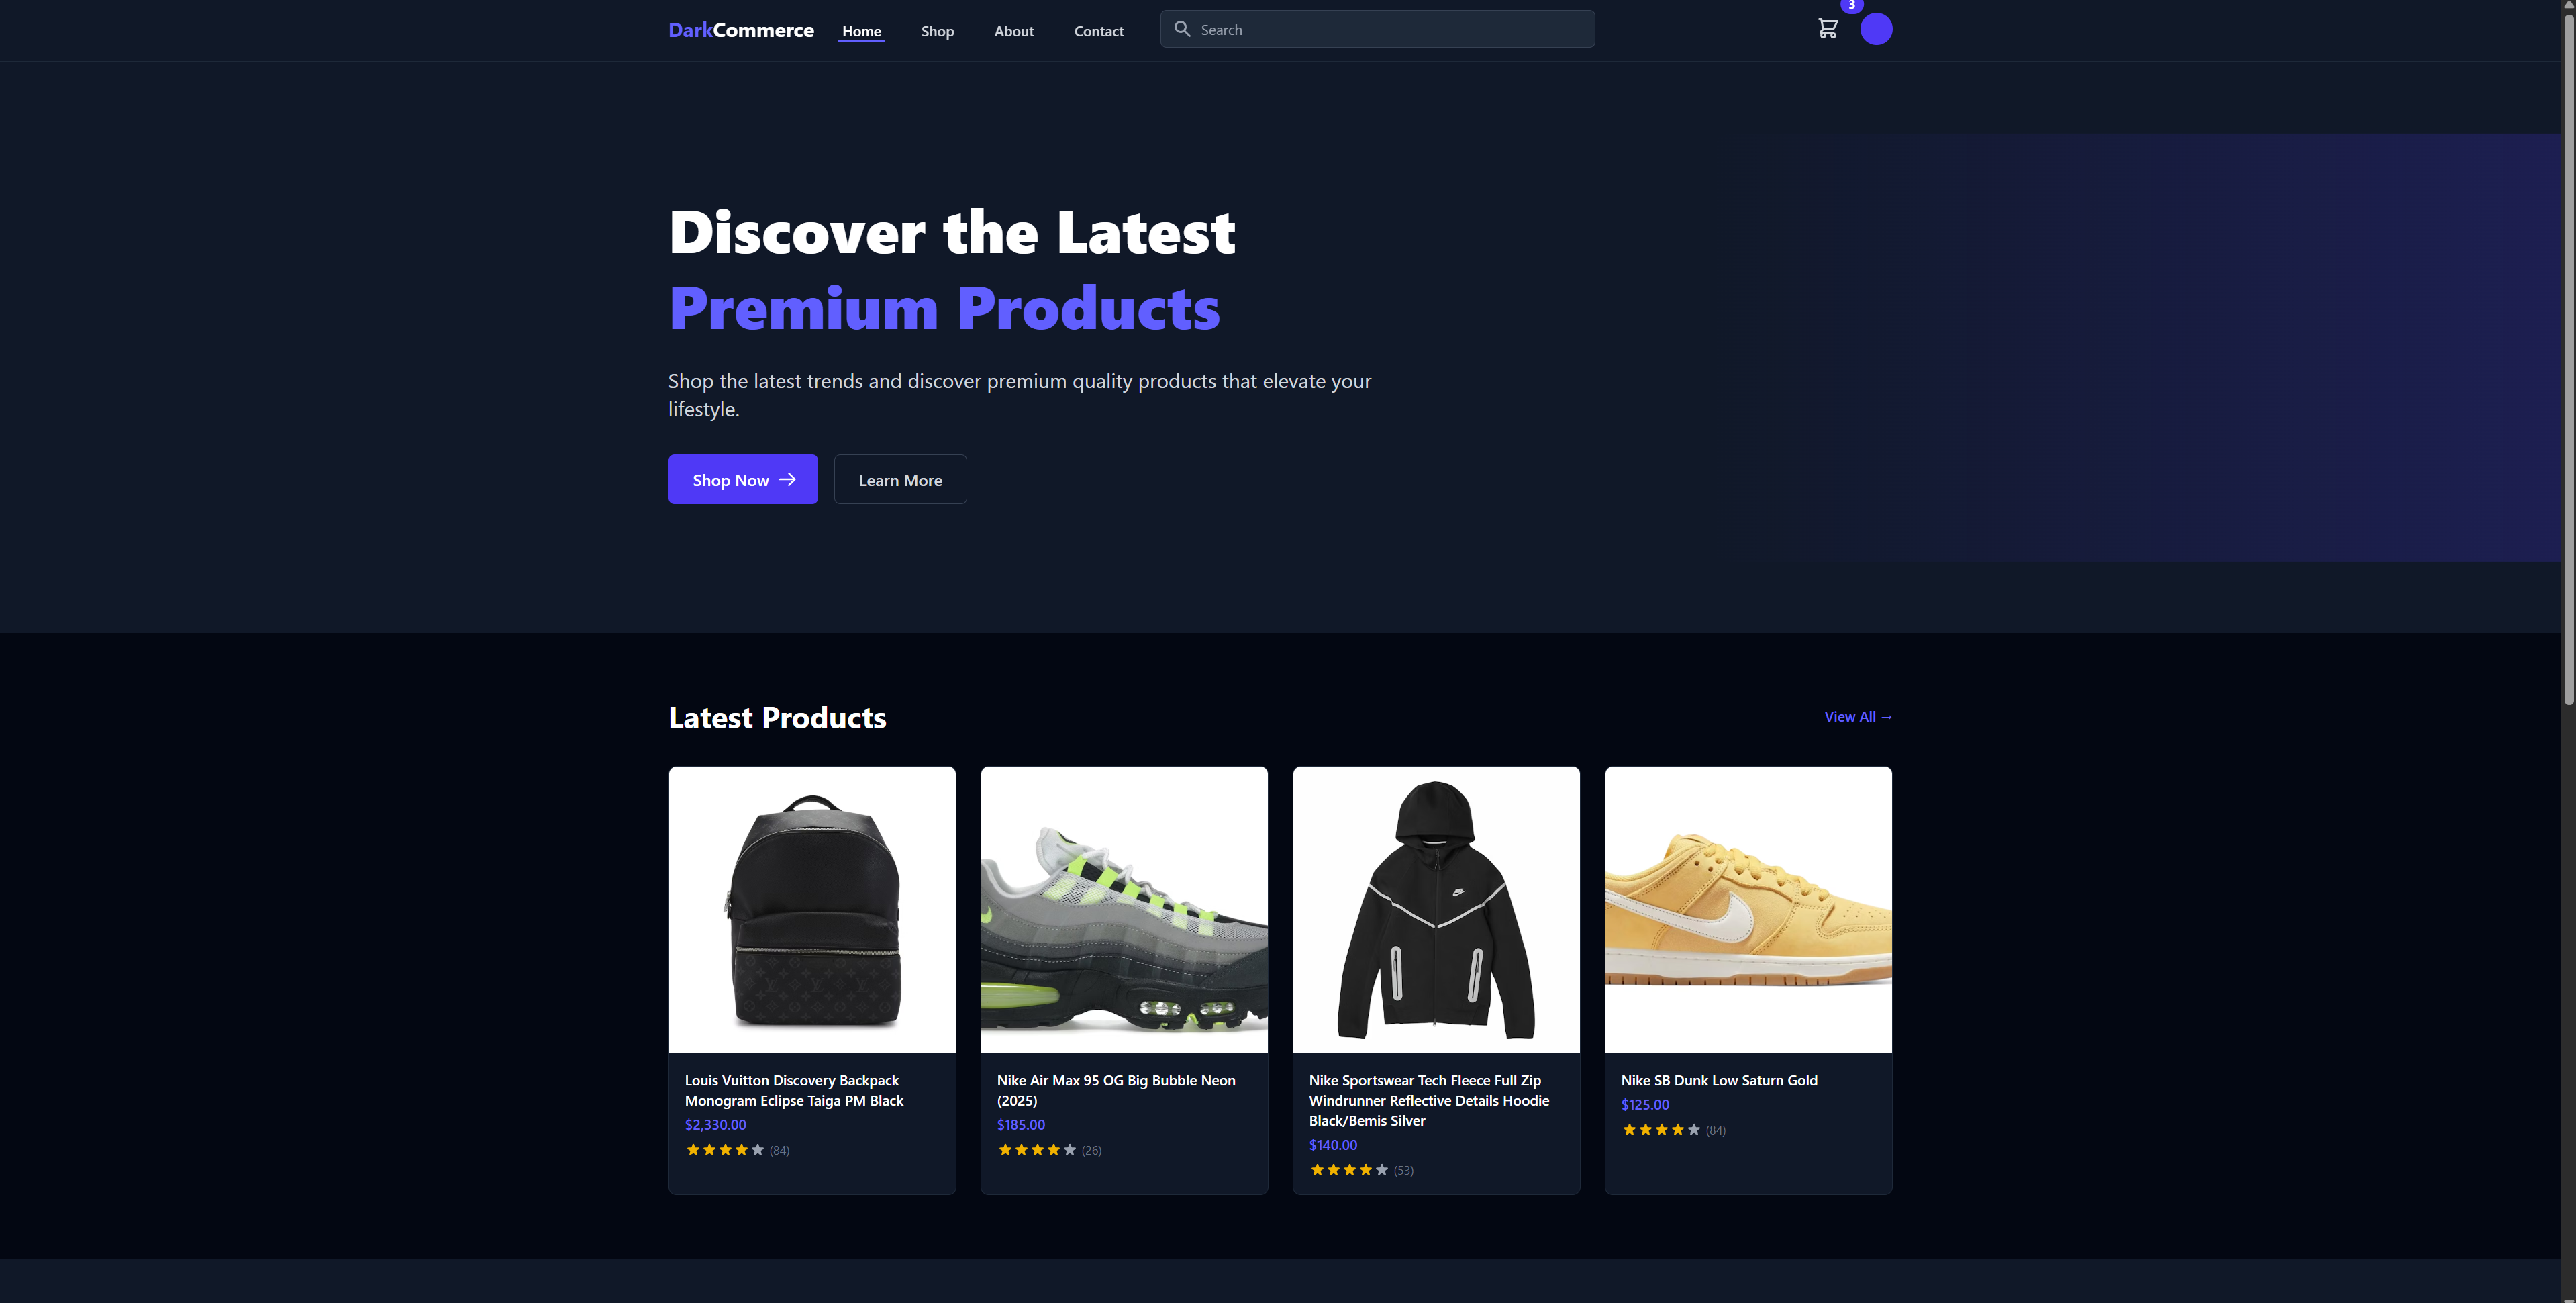 DarkCommerce
Home
Shop
About
Contact
Search
3
Discover the Latest
Premium Products
Shop the latest trends and discover premium quality products that elevate your
lifestyle.
Shop Now →
Learn More
Latest Products
View All →
Louis Vuitton Discovery Backpack
Monogram Eclipse Taiga PM Black
$2,330.00
(84)
Nike Air Max 95 OG Big Bubble Neon
(2025)
$185.00
(26)
Nike Sportswear Tech Fleece Full Zip
Windrunner Reflective Details Hoodie
Black/Bemis Silver
$140.00
(53)
Nike SB Dunk Low Saturn Gold
$125.00
(84)